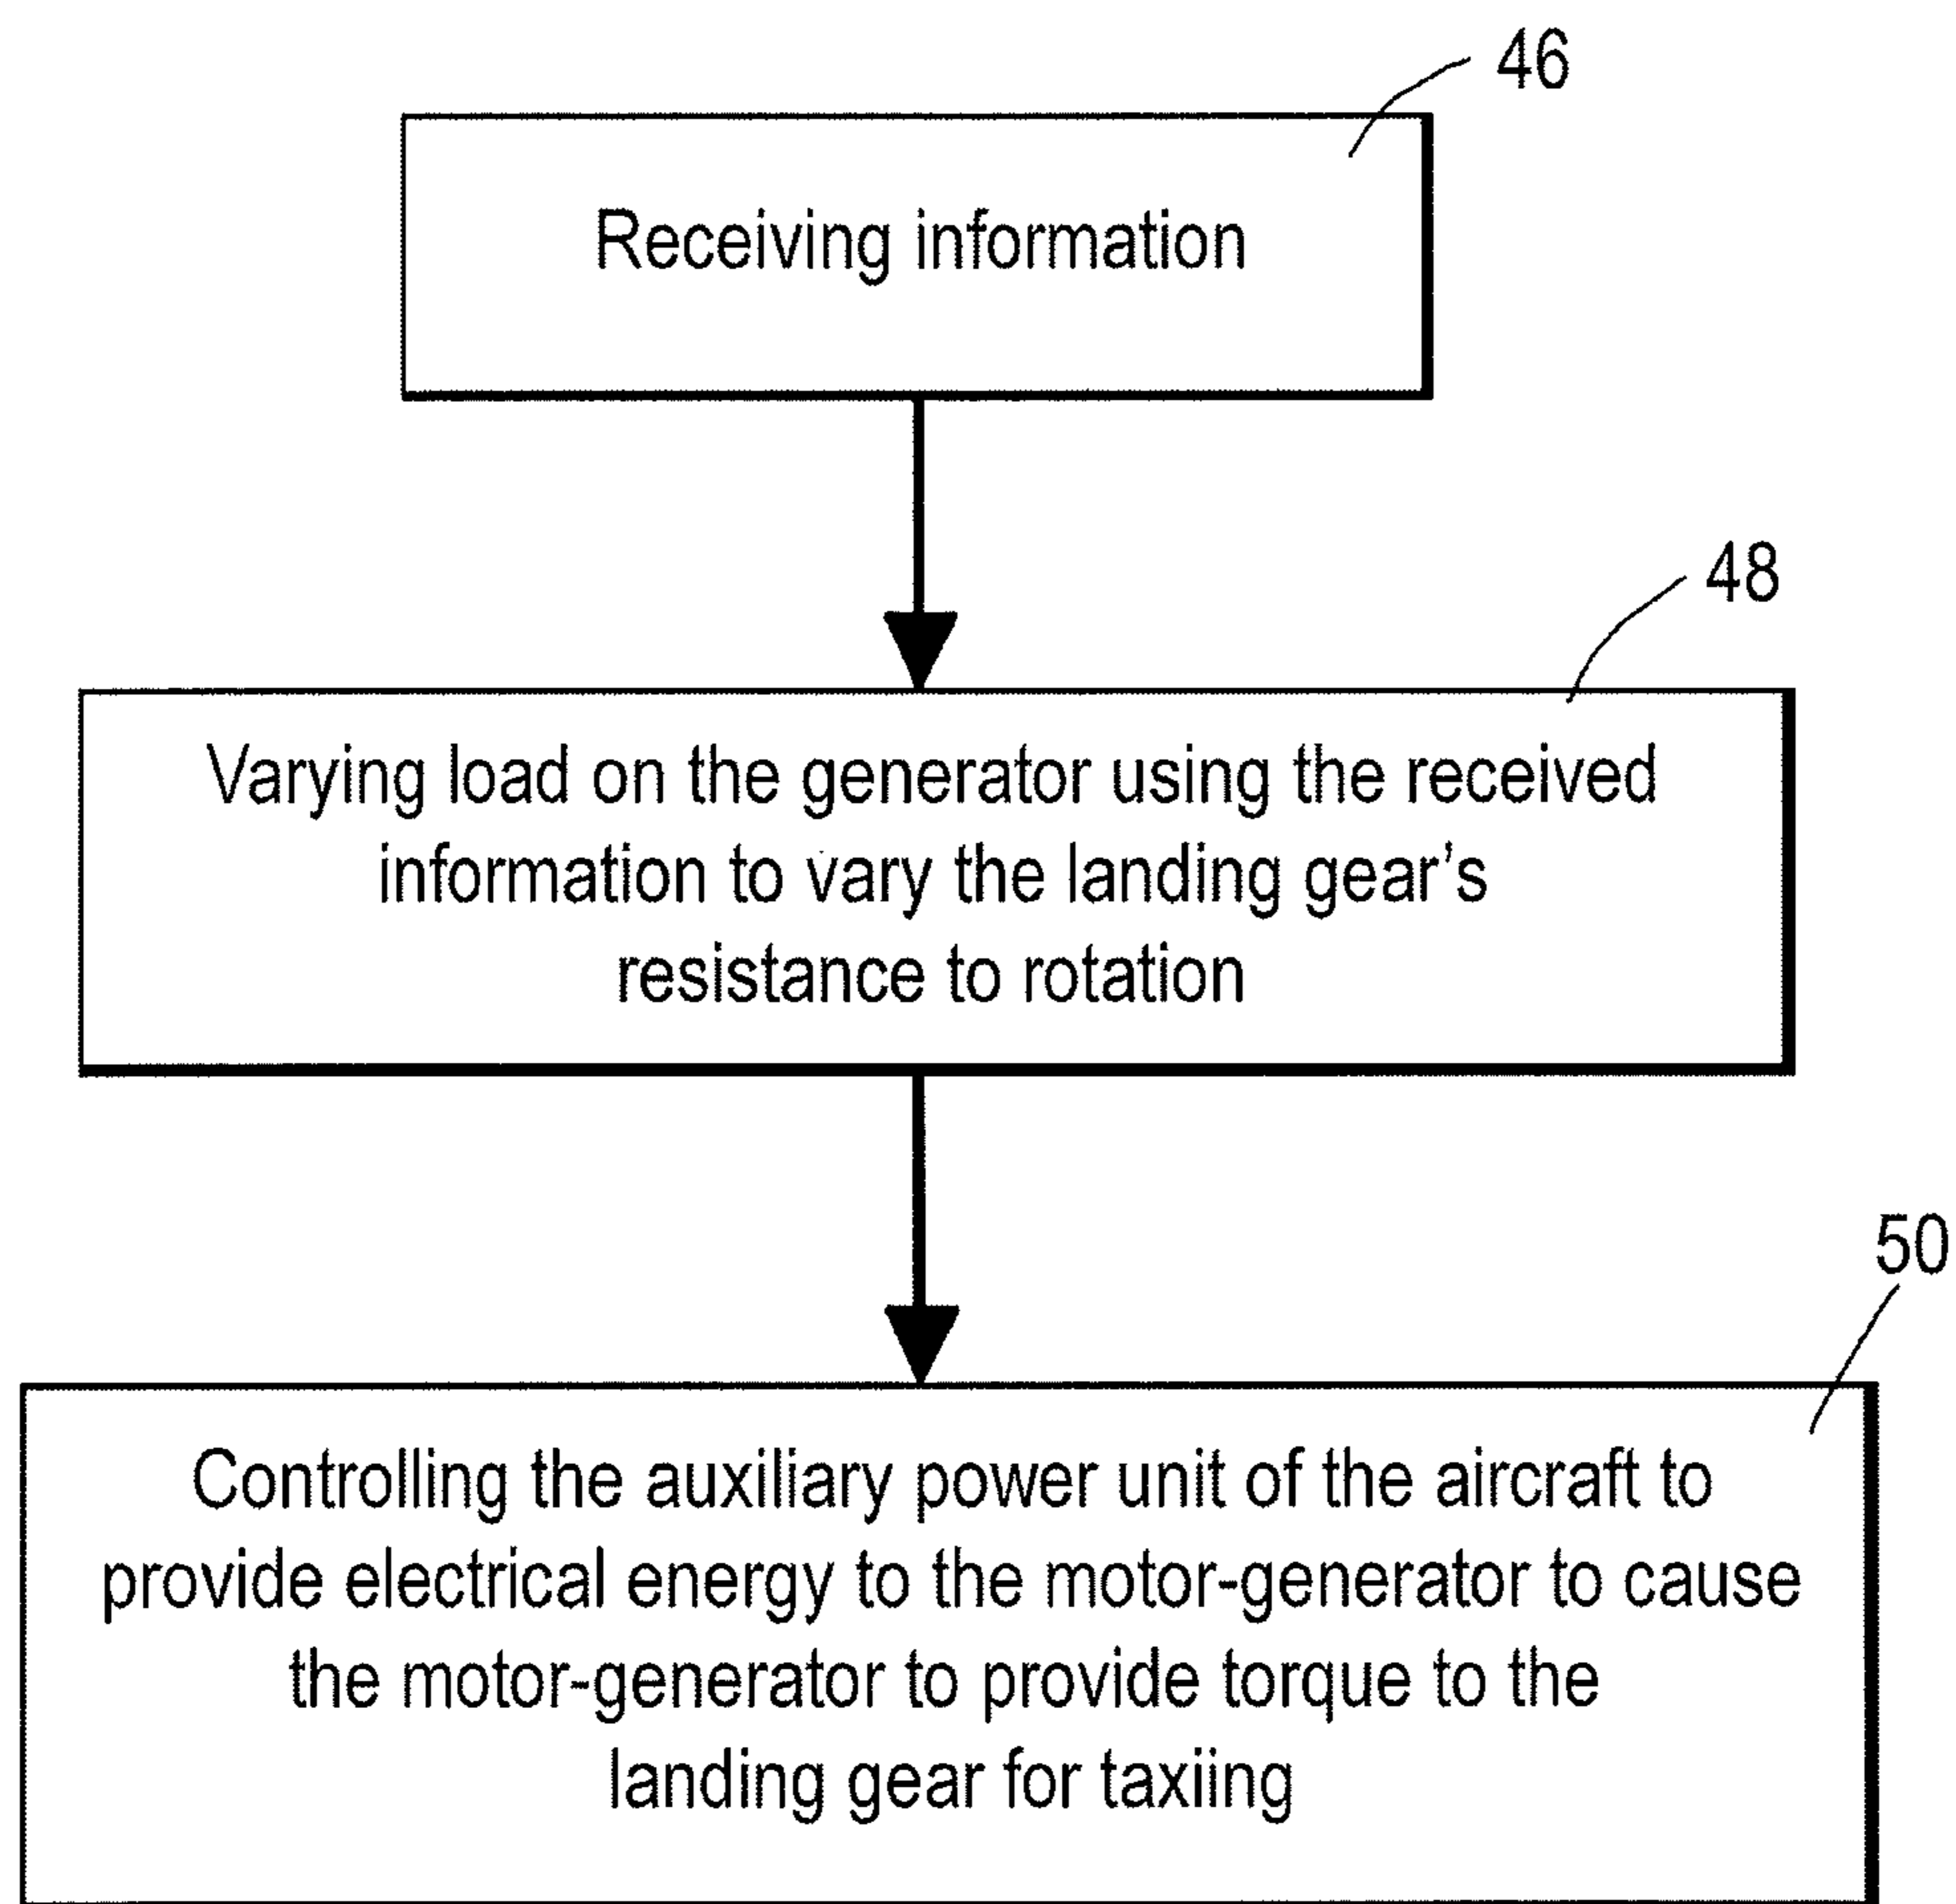 46
Receiving information
48
Varying load on the generator using the received
information to vary the landing gear's
resistance to rotation
50
Controlling the auxiliary power unit of the aircraft to
provide electrical energy to the motor-generator to cause
the motor-generator to provide torque to the
landing gear for taxiing